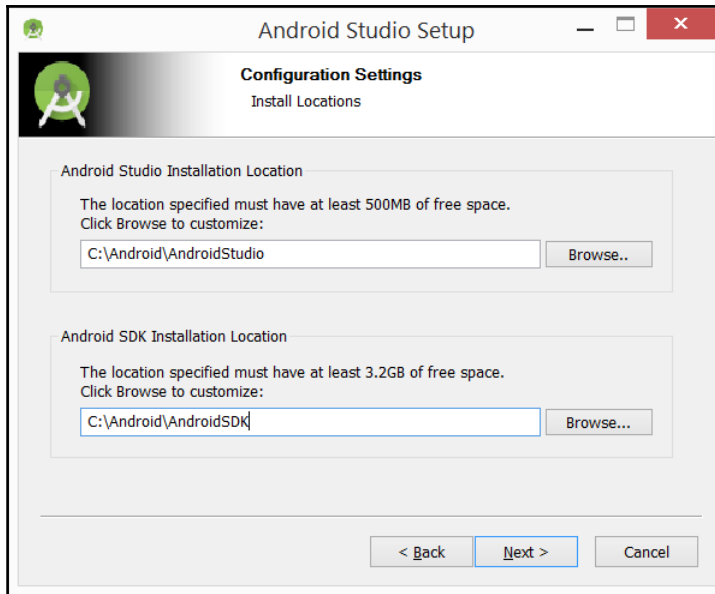 Android Studio Setup
Configuration Settings
Install Locations
Android Studio Installation Location
The location specified must have at least 500MB of free space.
Click Browse to customize:
C:\Android\AndroidStudio
Browse..
Android SDK Installation Location
The location specified must have at least 3.2GB of free space.
Click Browse to customize:
C:\Android\AndroidSDK
Browse...
< Back
Next >
Cancel